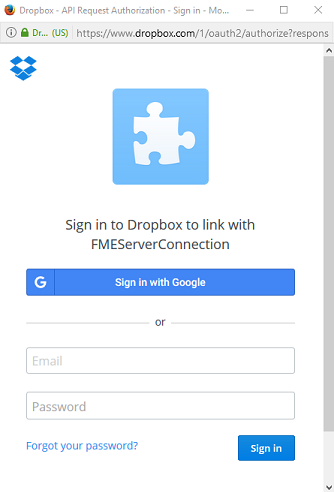 Dropbox - API Request Authorization - Sign in - Mo...
Dr... (US) https://www.dropbox.com/1/oauth2/authorize?respons
Sign in to Dropbox to link with
FMEServerConnection
G Sign in with Google
or
Email
Password
Forgot your password?
Sign in